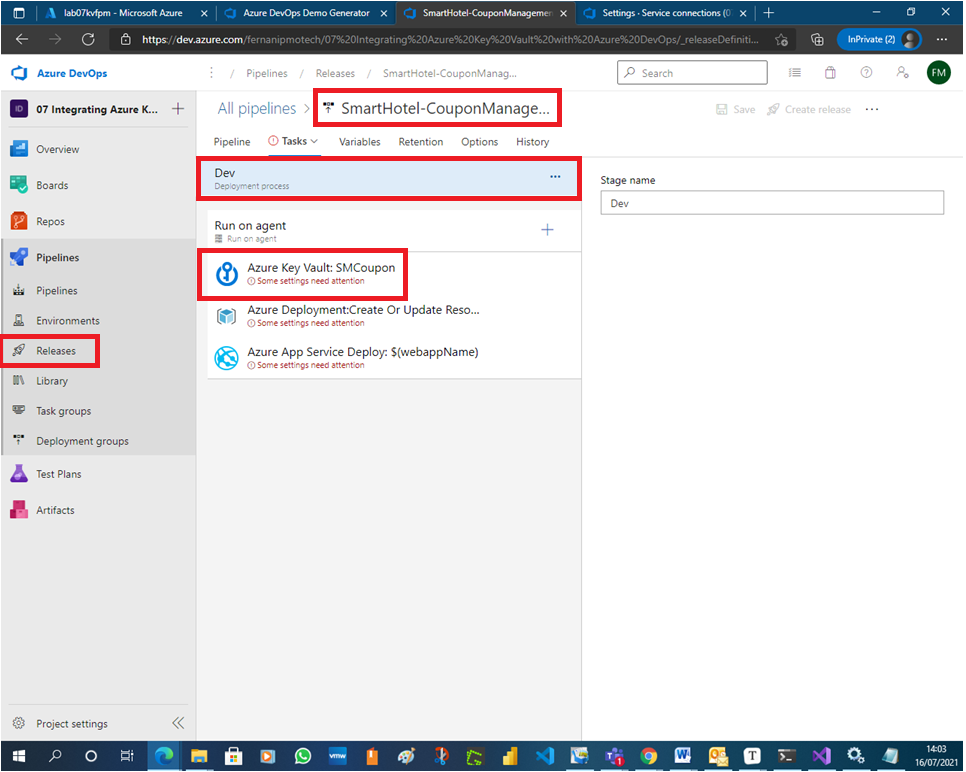 lab07kvfpm - Microsoft Azure
Azure DevOps Demo Generator
SmartHotel-CouponManagemen
Settings · Service connections (07
https://dev.azure.com/fernanipmotech/07%20Integrating%20Azure%20Key%20Vault%20with%20Azure%20DevOps/_releaseDefiniti...
InPrivate (2)
Azure DevOps
/ Pipelines / Releases / SmartHotel-CouponManag...
Search
FM
ID
07 Integrating Azure K...
All pipelines > SmartHotel-CouponManage...
Save
Create release
Pipeline
Tasks
Variables
Retention
Options
History
Overview
Boards
Repos
Pipelines
Pipelines
Environments
Releases
Library
Task groups
Deployment groups
Test Plans
Artifacts
Project settings
Dev
Deployment process
Run on agent
Run on agent
Azure Key Vault: SMCoupon
Some settings need attention
Azure Deployment:Create Or Update Reso...
Some settings need attention
Azure App Service Deploy: $(webappName)
Some settings need attention
Stage name
Dev
vmw
14:03
16/07/2021